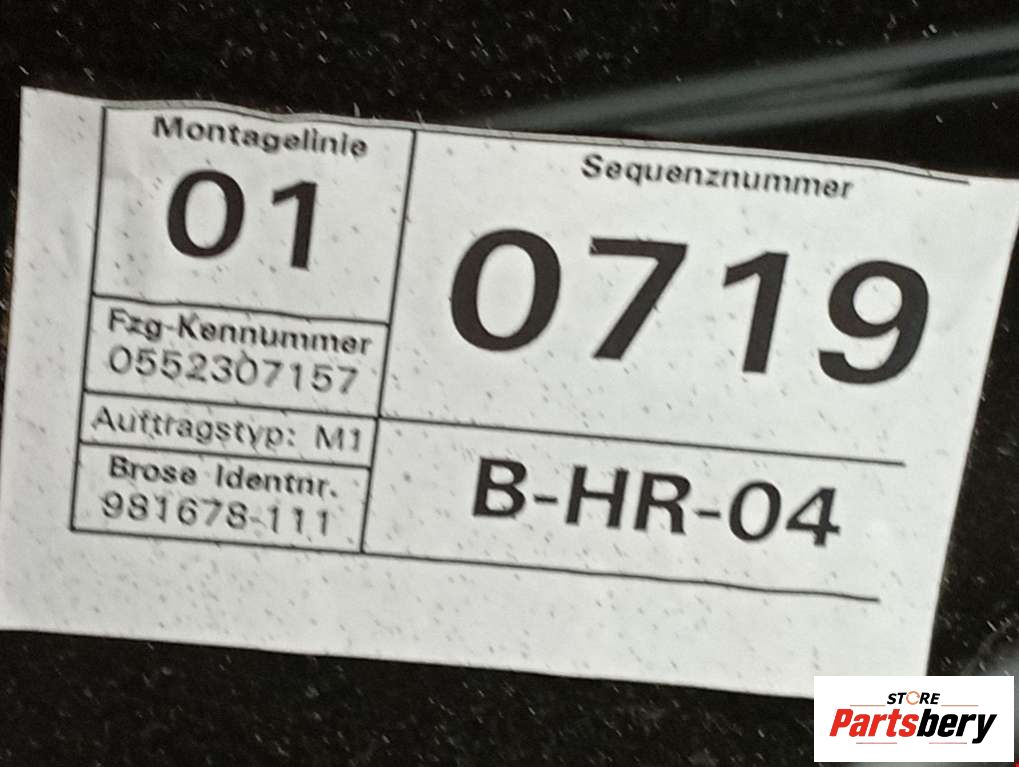 Montagelinie
01
Sequenznummer
0719
Fzg-Kennummer
0552307157
Auftragstyp: M1
Brose Identnr.
981678-111
B-HR-04
STORE
Partsbery